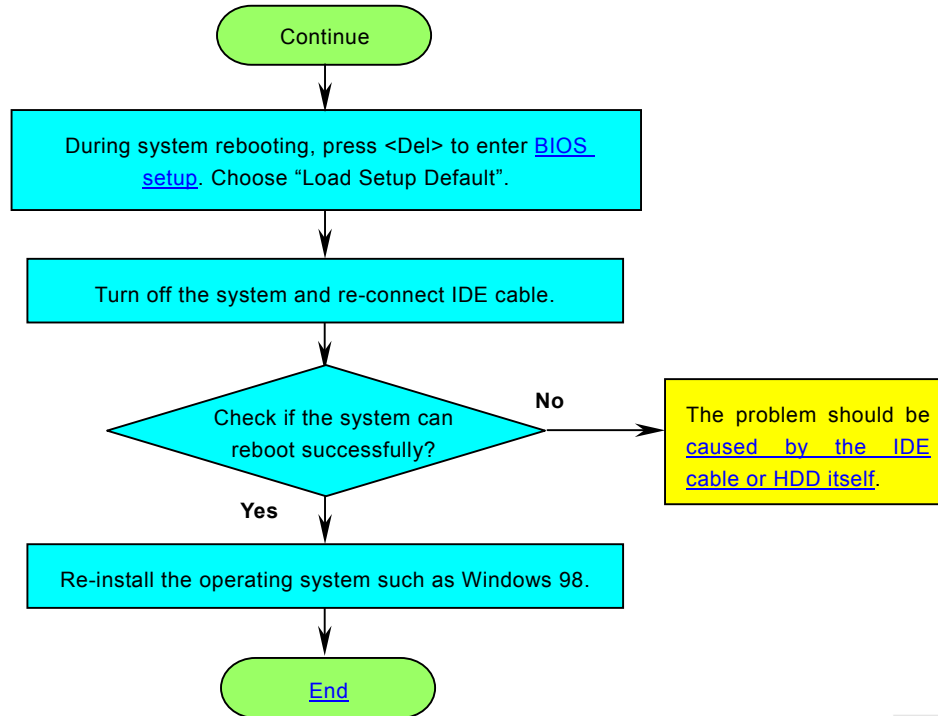 Continue
During system rebooting, press <Del> to enter BIOS
setup. Choose “Load Setup Default”.
Turn off the system and re-connect IDE cable.
Check if the system can
reboot successfully?
No
The problem should be
caused by the IDE
cable or HDD itself.
Yes
Re-install the operating system such as Windows 98.
End